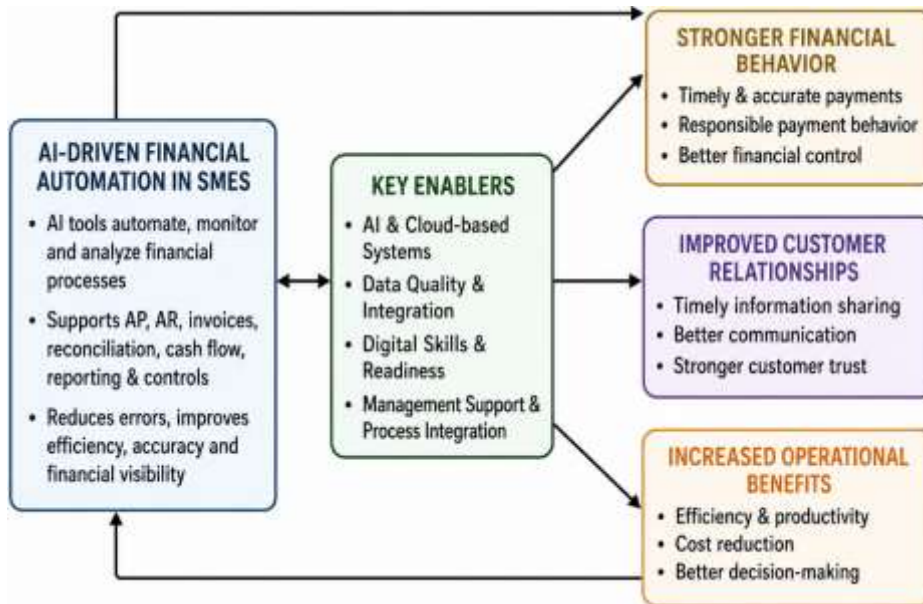 AI-DRIVEN FINANCIAL
AUTOMATION IN SMES
• AI tools automate, monitor
and analyze financial
processes
• Supports AP, AR, invoices,
reconciliation, cash flow,
reporting & controls
• Reduces errors, improves
efficiency, accuracy and
financial visibility
KEY ENABLERS
• AI & Cloud-based
Systems
• Data Quality &
Integration
• Digital Skills &
Readiness
• Management Support &
Process Integration
STRONGER FINANCIAL
BEHAVIOR
• Timely & accurate payments
• Responsible payment behavior
• Better financial control
IMPROVED CUSTOMER
RELATIONSHIPS
• Timely information sharing
• Better communication
• Stronger customer trust
INCREASED OPERATIONAL
BENEFITS
• Efficiency & productivity
• Cost reduction
• Better decision-making